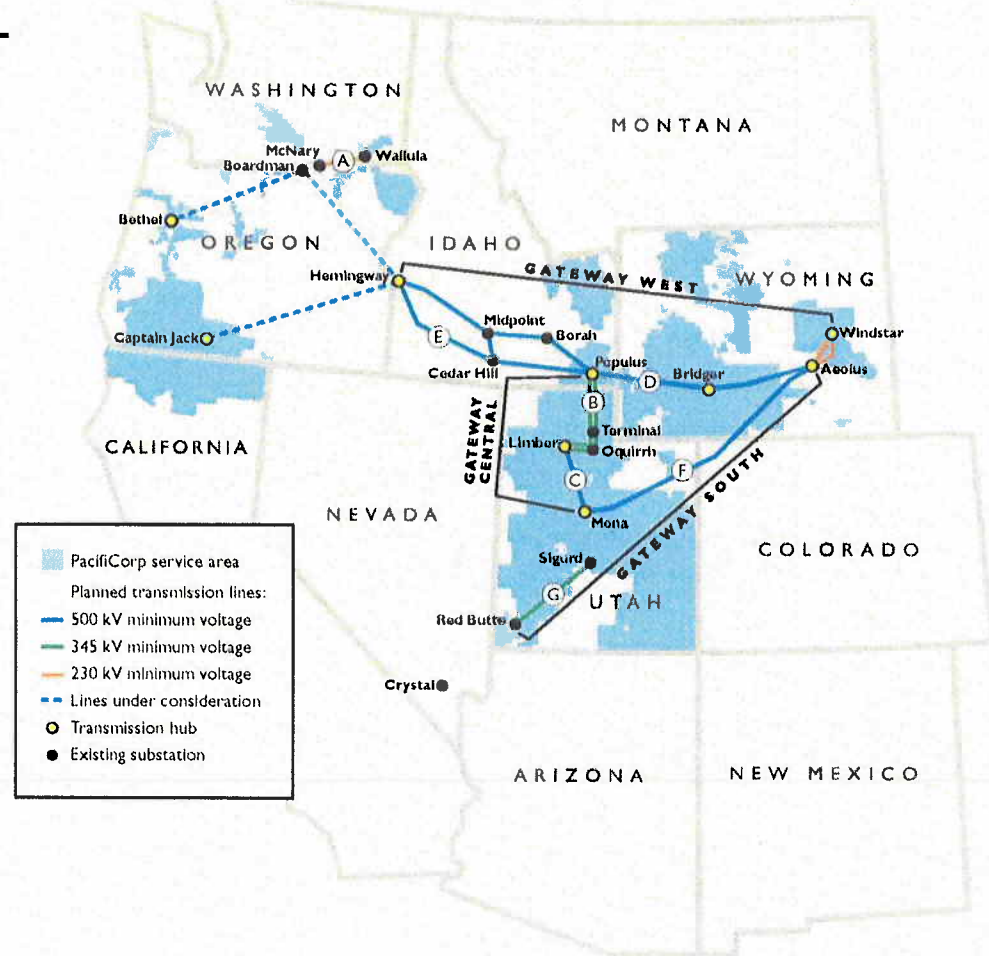 WASHINGTON
MONTANA
McNary
A
Wallula
Boardman
Bethel
OREGON
IDAHO
Hemingway
GATEWAY WEST
WYOMING
Captain Jack
E
Midpoint
Borah
Windstar
Cedar Hill
Populus
D
Bridger
Aeolus
B
CALIFORNIA
GATEWAY
CENTRAL
Limber
Terminal
Oquirrh
C
F
NEVADA
Mona
GATEWAY SOUTH
COLORADO
Sigurd
G
UTAH
Red Butte
Crystal
ARIZONA
NEW MEXICO
PacifiCorp service area
Planned transmission lines:
500 kV minimum voltage
345 kV minimum voltage
230 kV minimum voltage
Lines under consideration
Transmission hub
Existing substation